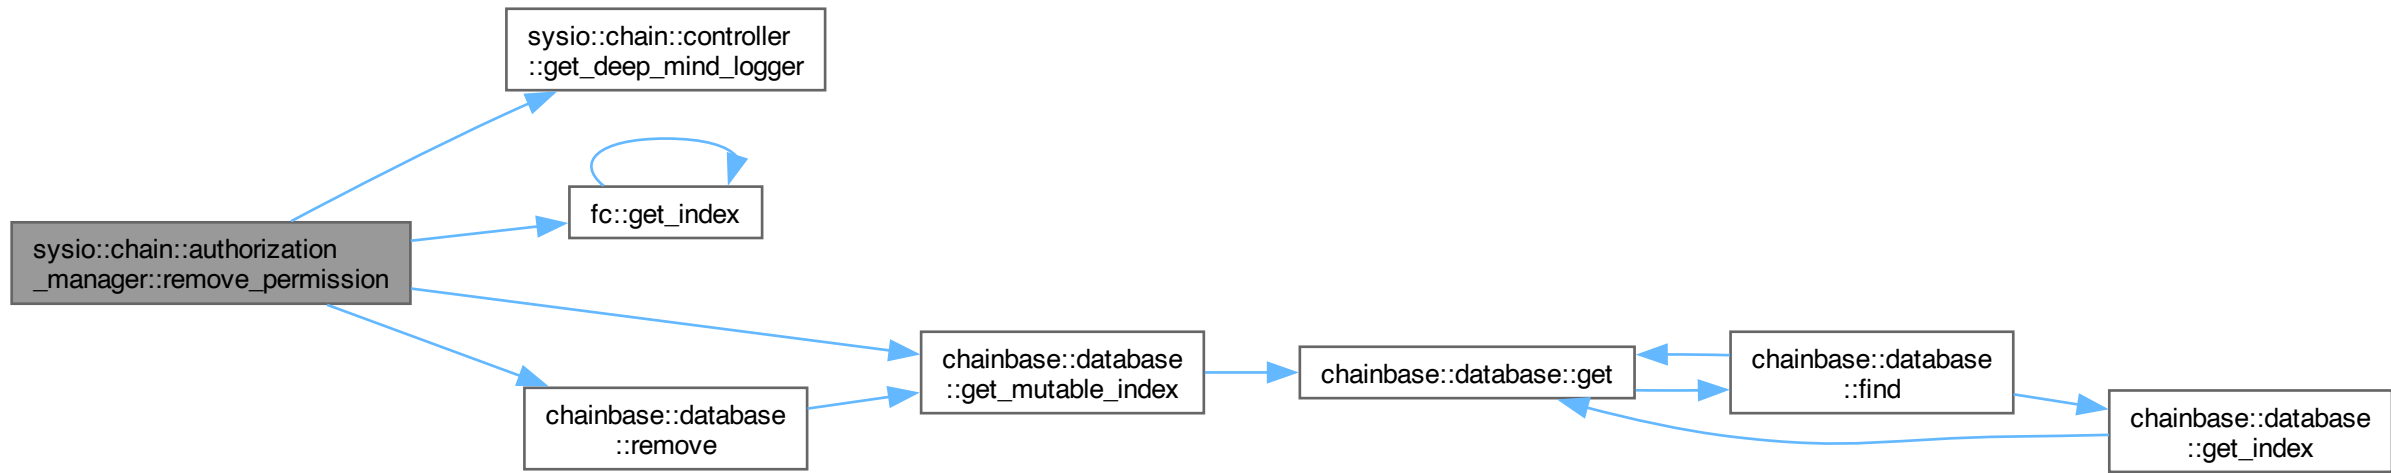 sysio::chain::controller
::get_deep_mind_logger
fc::get_index
sysio::chain::authorization
_manager::remove_permission
chainbase::database
::get_mutable_index
chainbase::database
::remove
chainbase::database::get
chainbase::database
::find
chainbase::database
::get_index